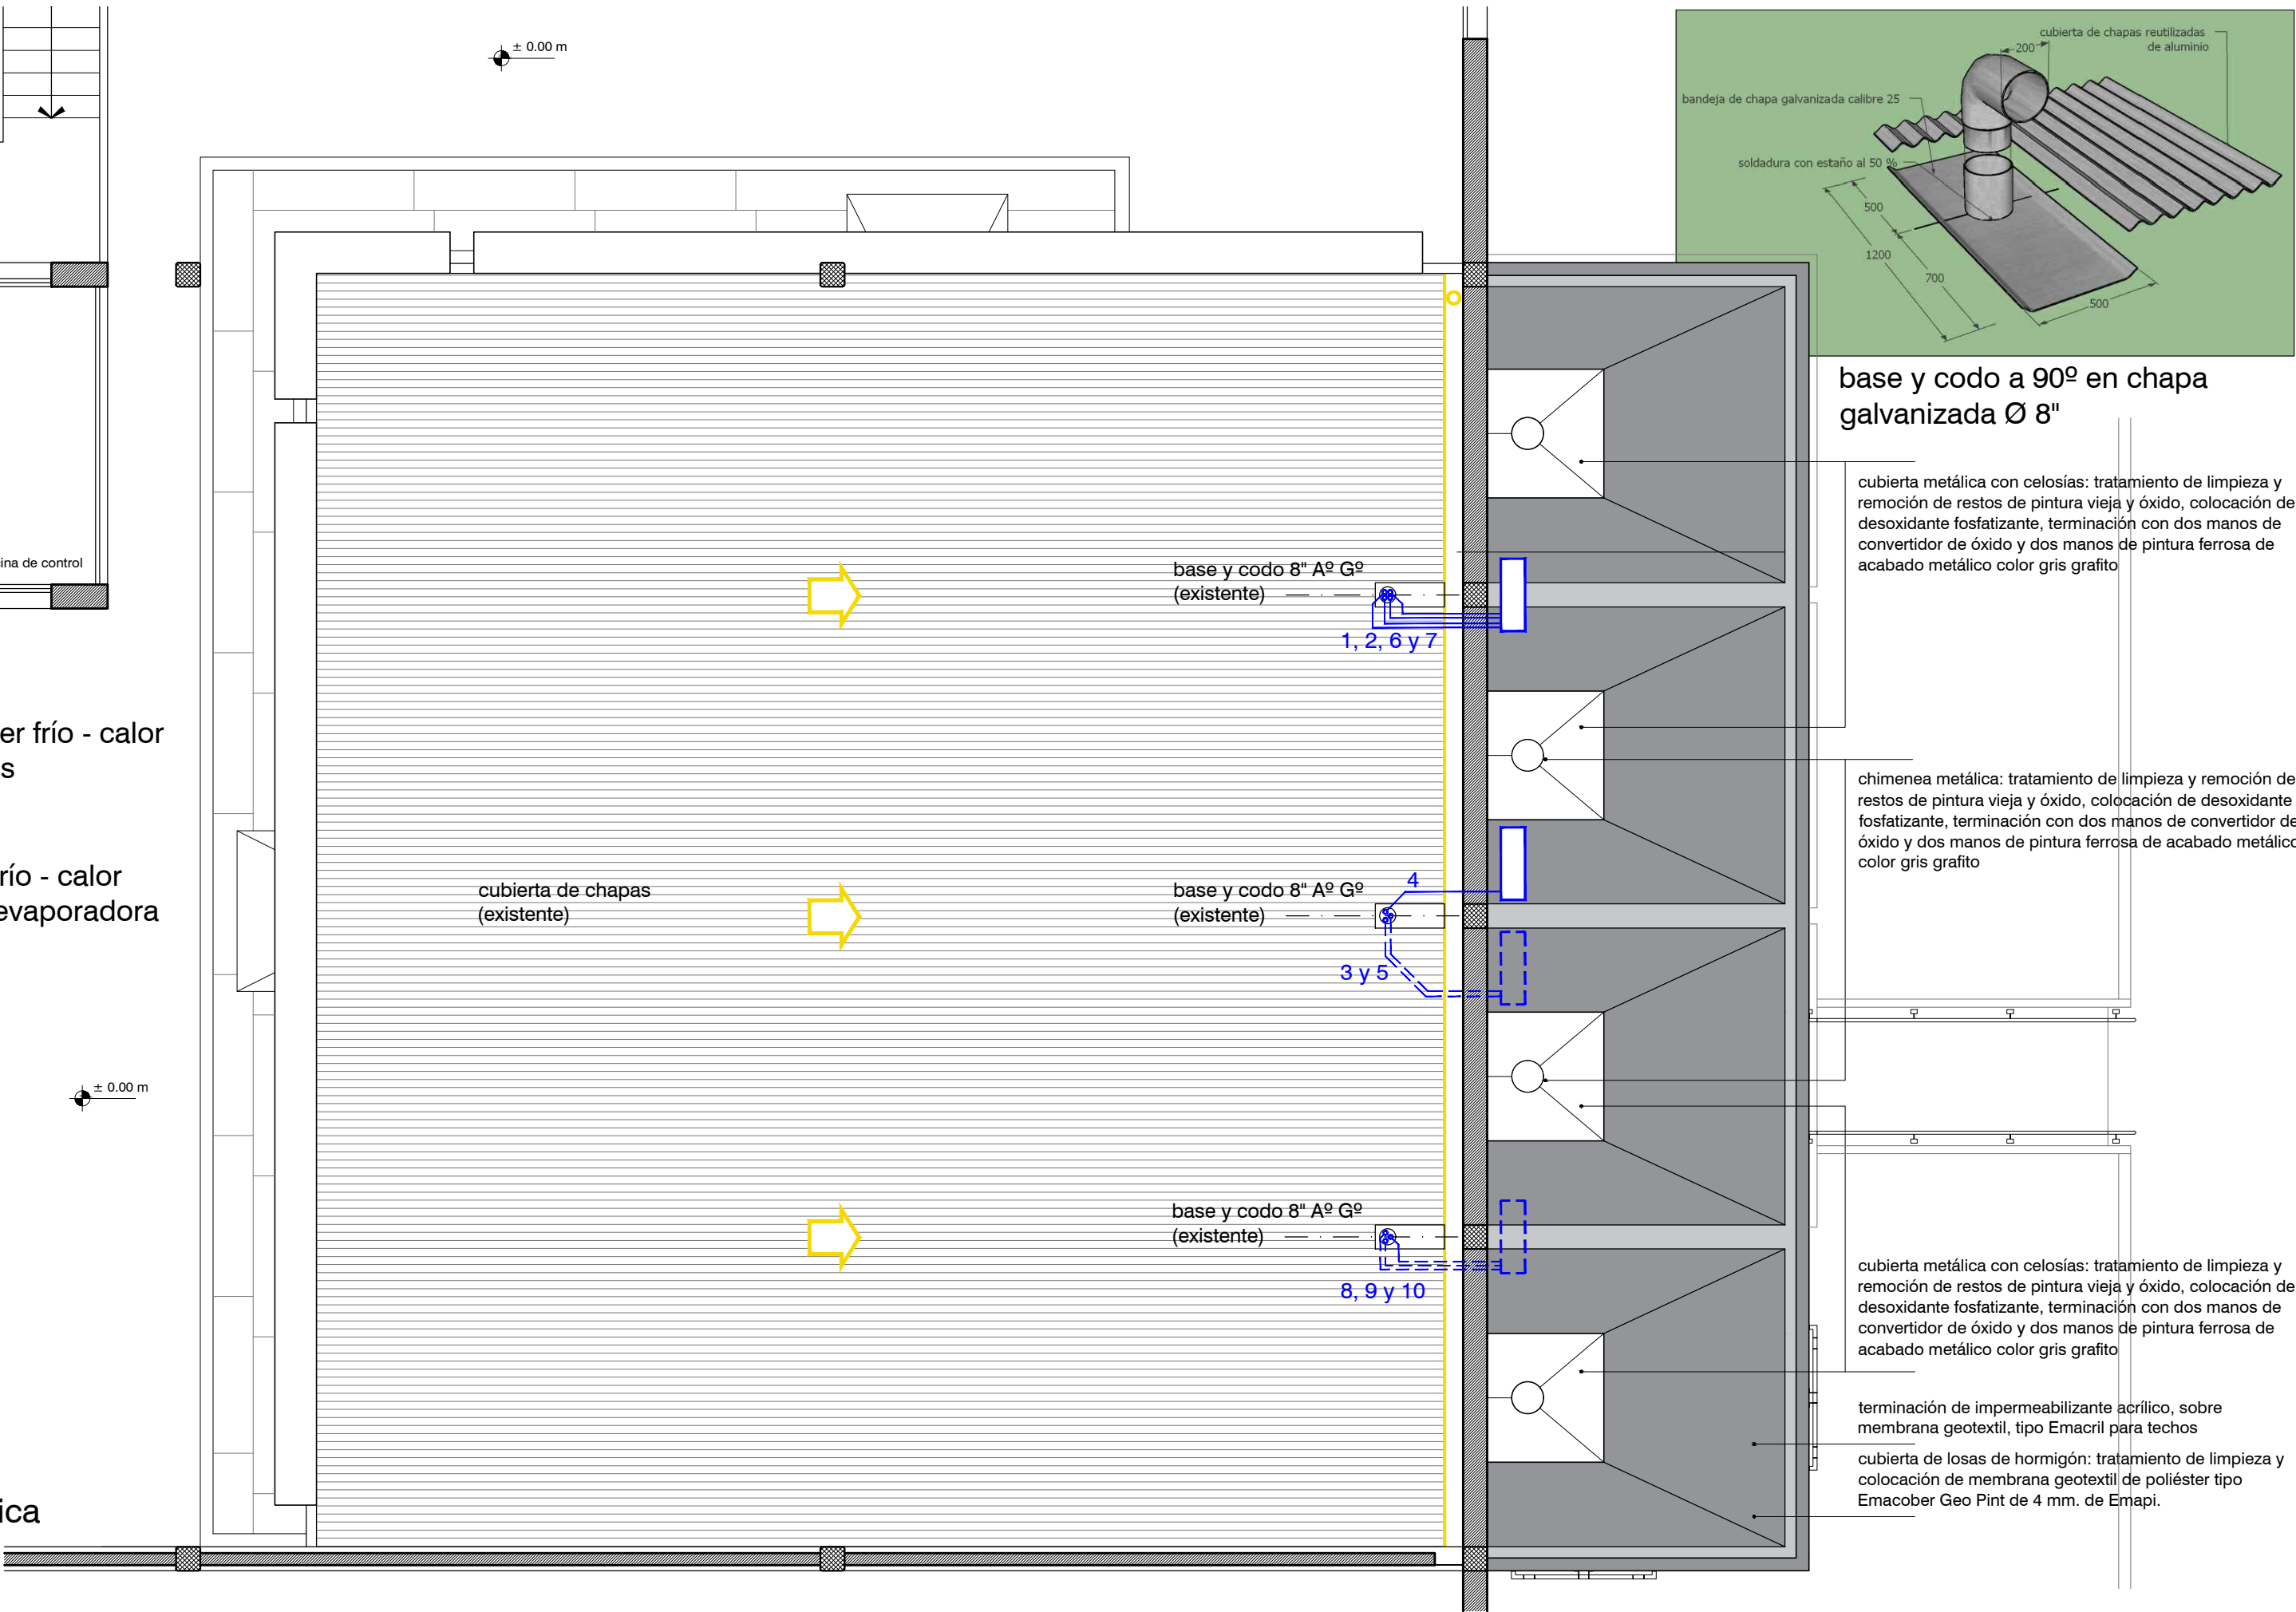 ± 0.00 m
cubierta de chapas reutilizadas
de aluminio
200
bandeja de chapa galvanizada calibre 25
soldadura con estaño al 50 %
500
1200
700
500
base y codo a 90º en chapa
galvanizada Ø 8"
cubierta metálica con celosías: tratamiento de limpieza y
remoción de restos de pintura vieja y óxido, colocación de
desoxidante fosfatizante, terminación con dos manos de
convertidor de óxido y dos manos de pintura ferrosa de
acabado metálico color gris grafito
ina de control
base y codo 8" Aº Gº
(existente)
1, 2, 6 y 7
er frío - calor
s
chimenea metálica: tratamiento de limpieza y remoción de
restos de pintura vieja y óxido, colocación de desoxidante
fosfatizante, terminación con dos manos de convertidor de
óxido y dos manos de pintura ferrosa de acabado metálico
color gris grafito
río - calor
evaporadora
cubierta de chapas
(existente)
base y codo 8" Aº Gº
(existente)
4
3 y 5
± 0.00 m
base y codo 8" Aº Gº
(existente)
8, 9 y 10
cubierta metálica con celosías: tratamiento de limpieza y
remoción de restos de pintura vieja y óxido, colocación de
desoxidante fosfatizante, terminación con dos manos de
convertidor de óxido y dos manos de pintura ferrosa de
acabado metálico color gris grafito
terminación de impermeabilizante acrílico, sobre
membrana geotextil, tipo Emacril para techos
cubierta de losas de hormigón: tratamiento de limpieza y
colocación de membrana geotextil de poliéster tipo
Emacober Geo Pint de 4 mm. de Emapi.
ica